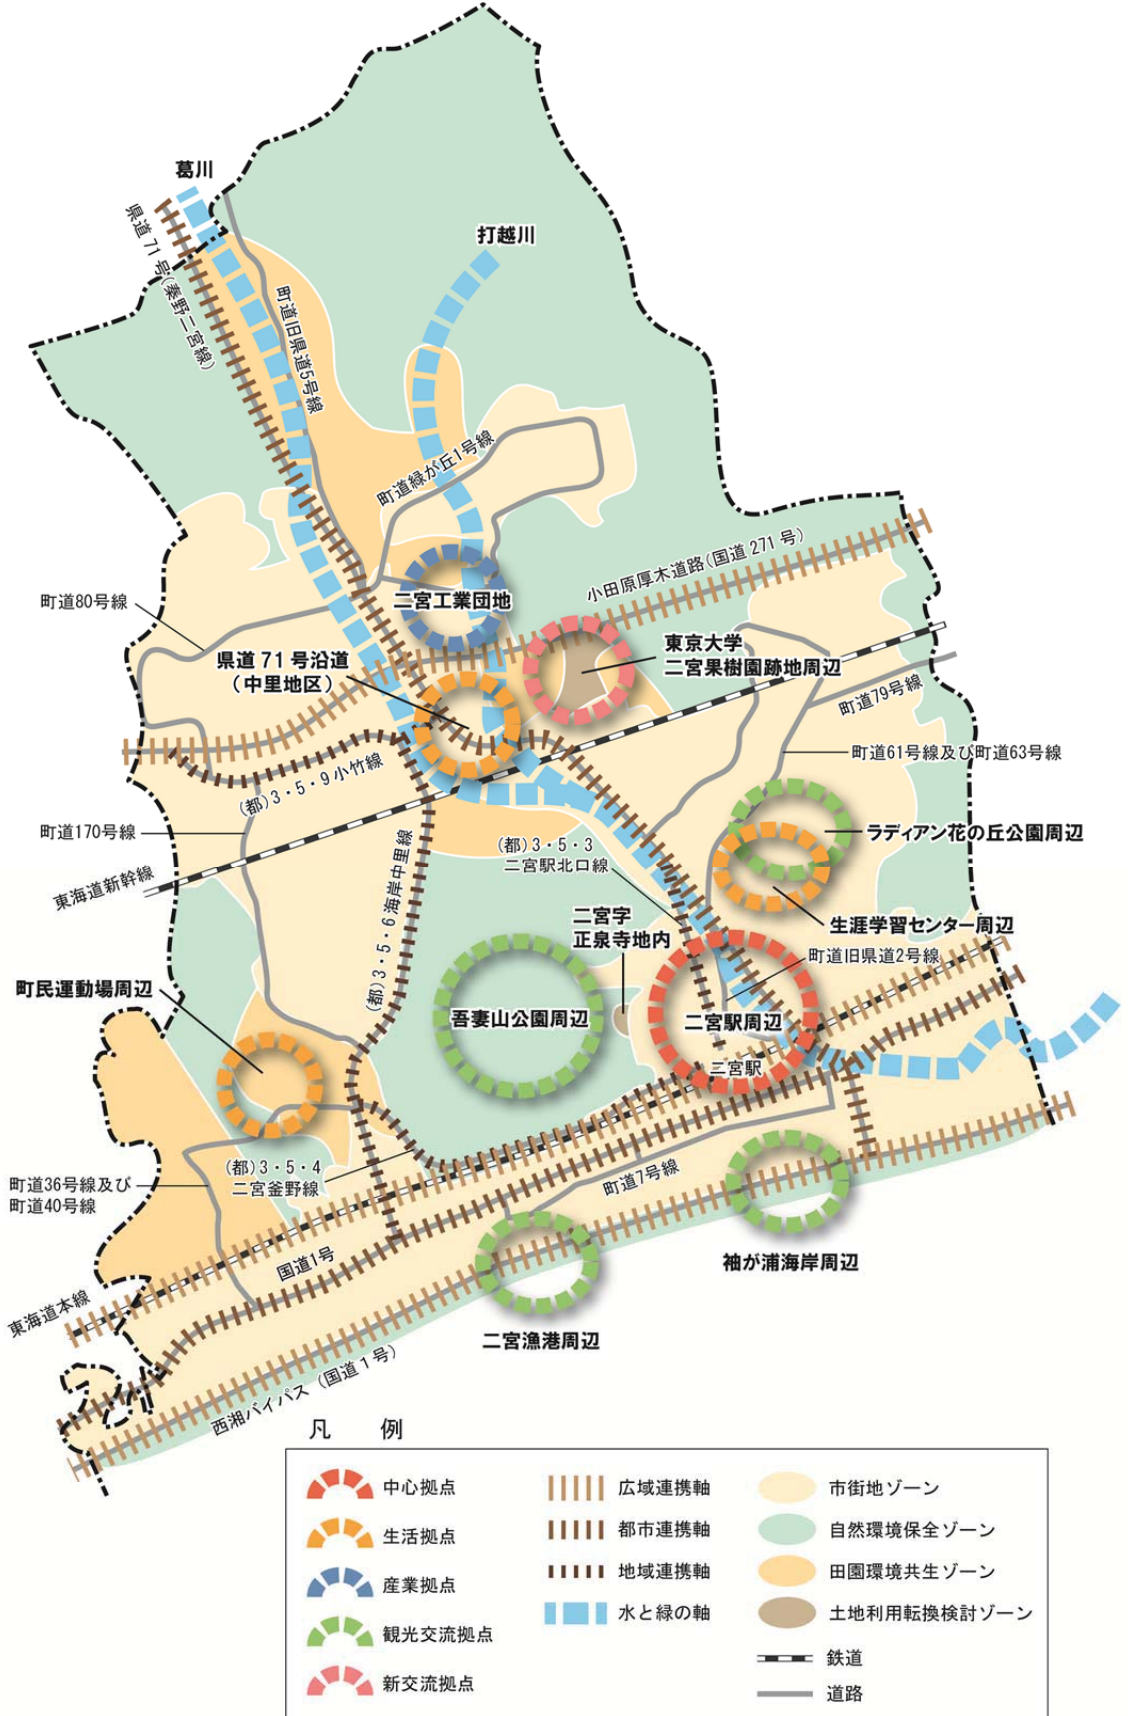 葛川
県道 71 号(秦野二宮線)
打越川
町道旧県道5号線
町道緑が丘1号線
小田原厚木道路(国道 271 号)
町道80号線
二宮工業団地
県道 71 号沿道
(中里地区)
東京大学
二宮果樹園跡地周辺
町道79号線
町道61号線及び町道63号線
(都)3・5・9 小竹線
町道170号線
東海道新幹線
(都)3・5・6 海岸中里線
(都)3・5・3
二宮駅北口線
ラディアン花の丘公園周辺
生涯学習センター周辺
二宮字
正泉寺地内
町道旧県道2号線
町民運動場周辺
吾妻山公園周辺
二宮駅周辺
二宮駅
(都)3・5・4
二宮釜野線
町道36号線及び
町道40号線
町道7号線
国道1号
東海道本線
袖が浦海岸周辺
二宮漁港周辺
西湘バイパス(国道1号)
凡 例
中心拠点
生活拠点
産業拠点
観光交流拠点
新交流拠点
広域連携軸
都市連携軸
地域連携軸
水と緑の軸
市街地ゾーン
自然環境保全ゾーン
田園環境共生ゾーン
土地利用転換検討ゾーン
鉄道
道路